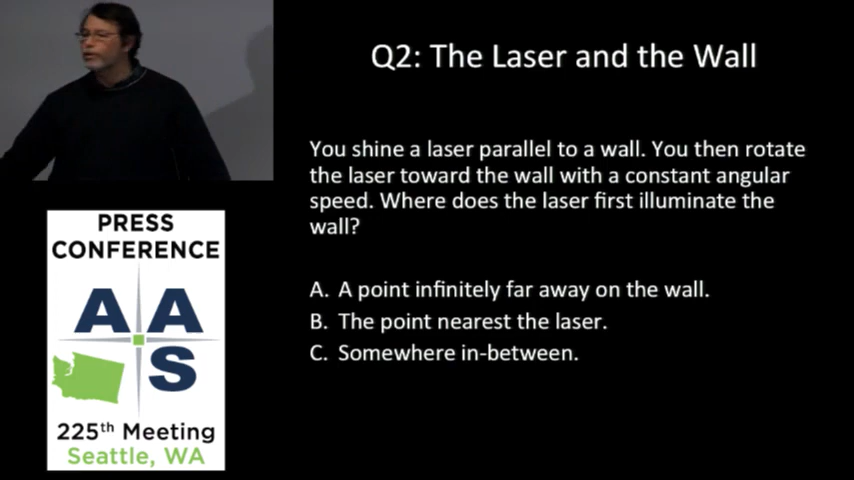 Q2: The Laser and the Wall
You shine a laser parallel to a wall. You then rotate
the laser toward the wall with a constant angular
speed. Where does the laser first illuminate the
wall?
A. A point infinitely far away on the wall.
B. The point nearest the laser.
C. Somewhere in-between.
PRESS
CONFERENCE
A A
S
225th Meeting
Seattle, WA